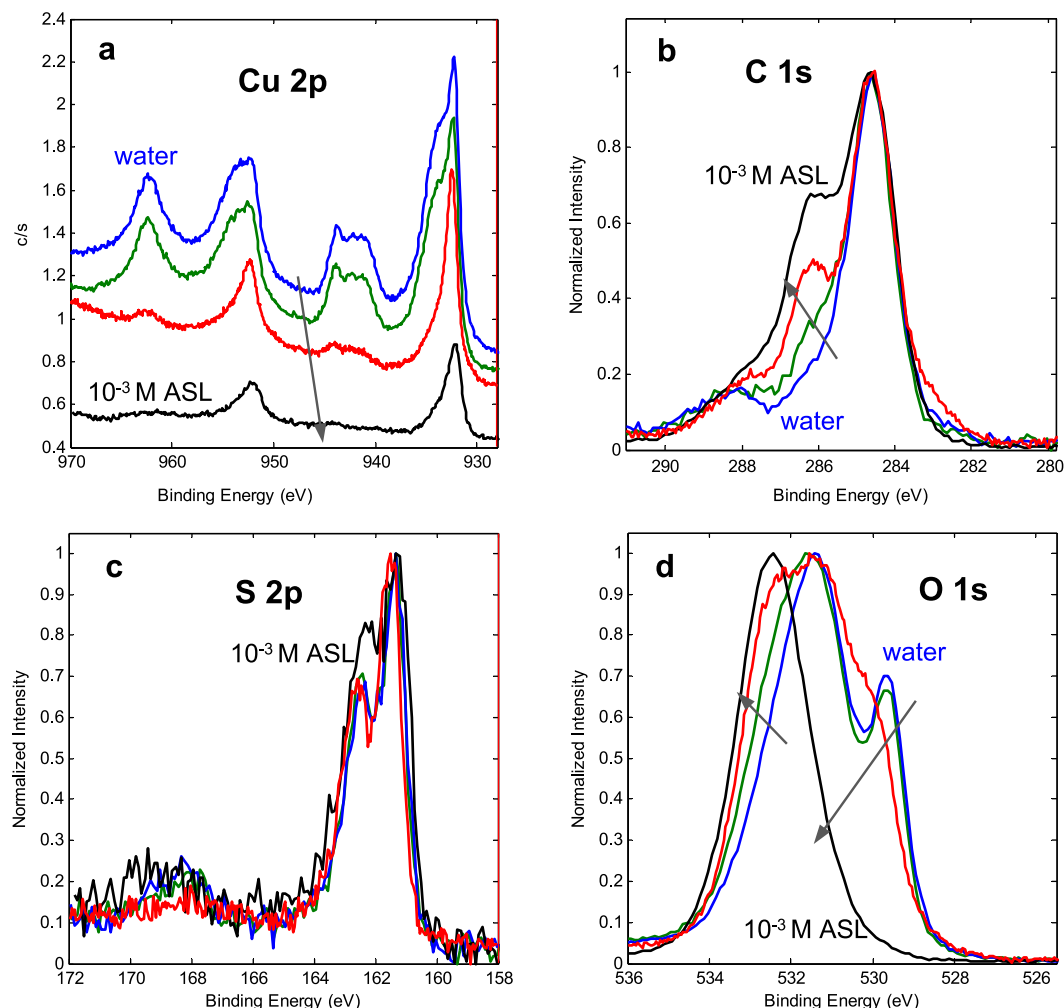 a
Cu 2p
water
10⁻³ M ASL
c/s
2.4
2.2
2
1.8
1.6
1.4
1.2
1
0.8
0.6
0.4
970
960
950
940
930
Binding Energy (eV)
b
C 1s
10⁻³ M ASL
water
Normalized Intensity
1
0.8
0.6
0.4
0.2
0
290
288
286
284
282
280
Binding Energy (eV)
c
S 2p
10⁻³ M ASL
Normalized Intensity
1
0.9
0.8
0.7
0.6
0.5
0.4
0.3
0.2
0.1
0
172
170
168
166
164
162
160
158
Binding Energy (eV)
d
O 1s
water
10⁻³ M ASL
Normalized Intensity
1
0.9
0.8
0.7
0.6
0.5
0.4
0.3
0.2
0.1
0
536
534
532
530
528
526
Binding Energy (eV)